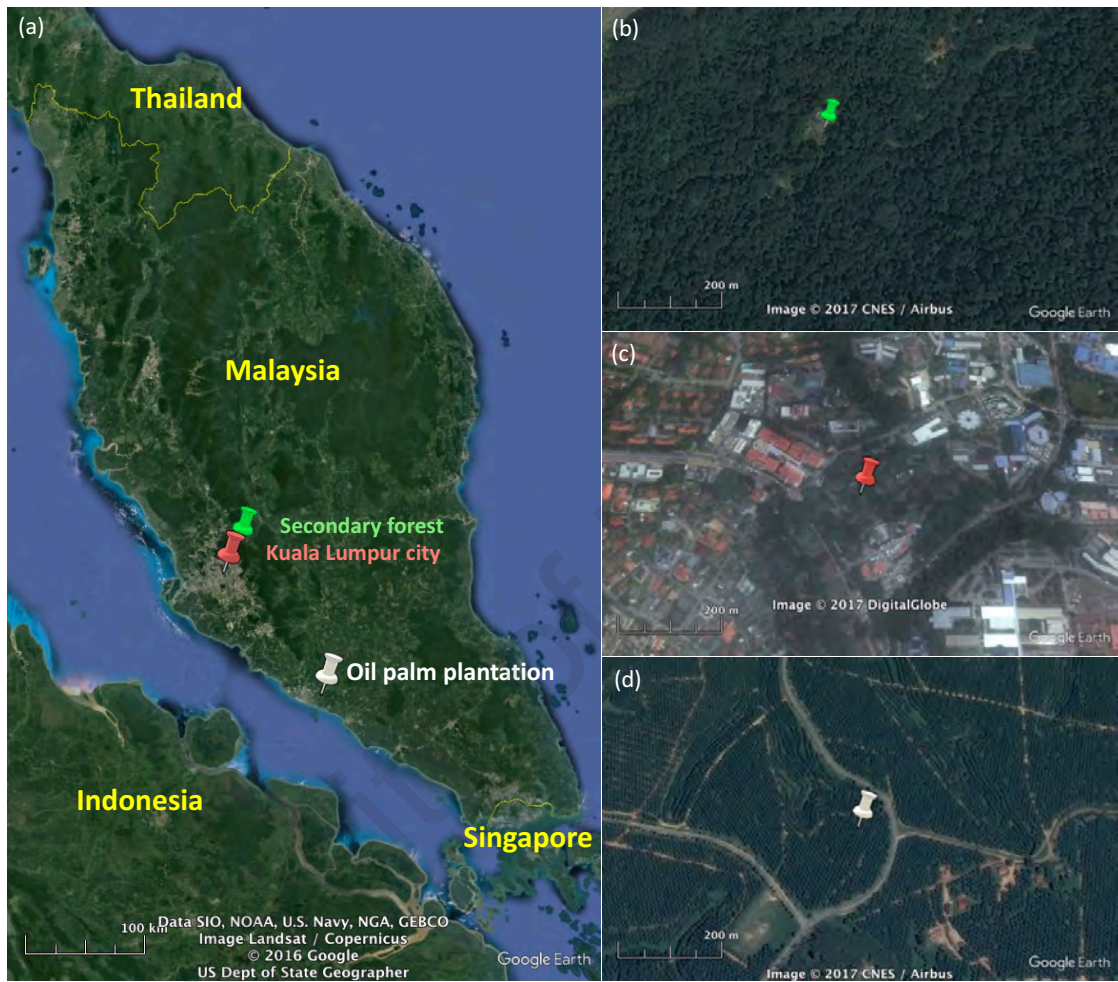 (a)
Thailand
Malaysia
Secondary forest
Kuala Lumpur city
Oil palm plantation
Indonesia
Singapore
100 km
Data SIO, NOAA, U.S. Navy, NGA, GEBCO
Image Landsat / Copernicus
© 2016 Google
US Dept of State Geographer
Google Earth
(b)
200 m
Image © 2017 CNES / Airbus
Google Earth
(c)
200 m
Image © 2017 DigitalGlobe
Google Earth
(d)
200 m
Image © 2017 CNES / Airbus
Google Earth